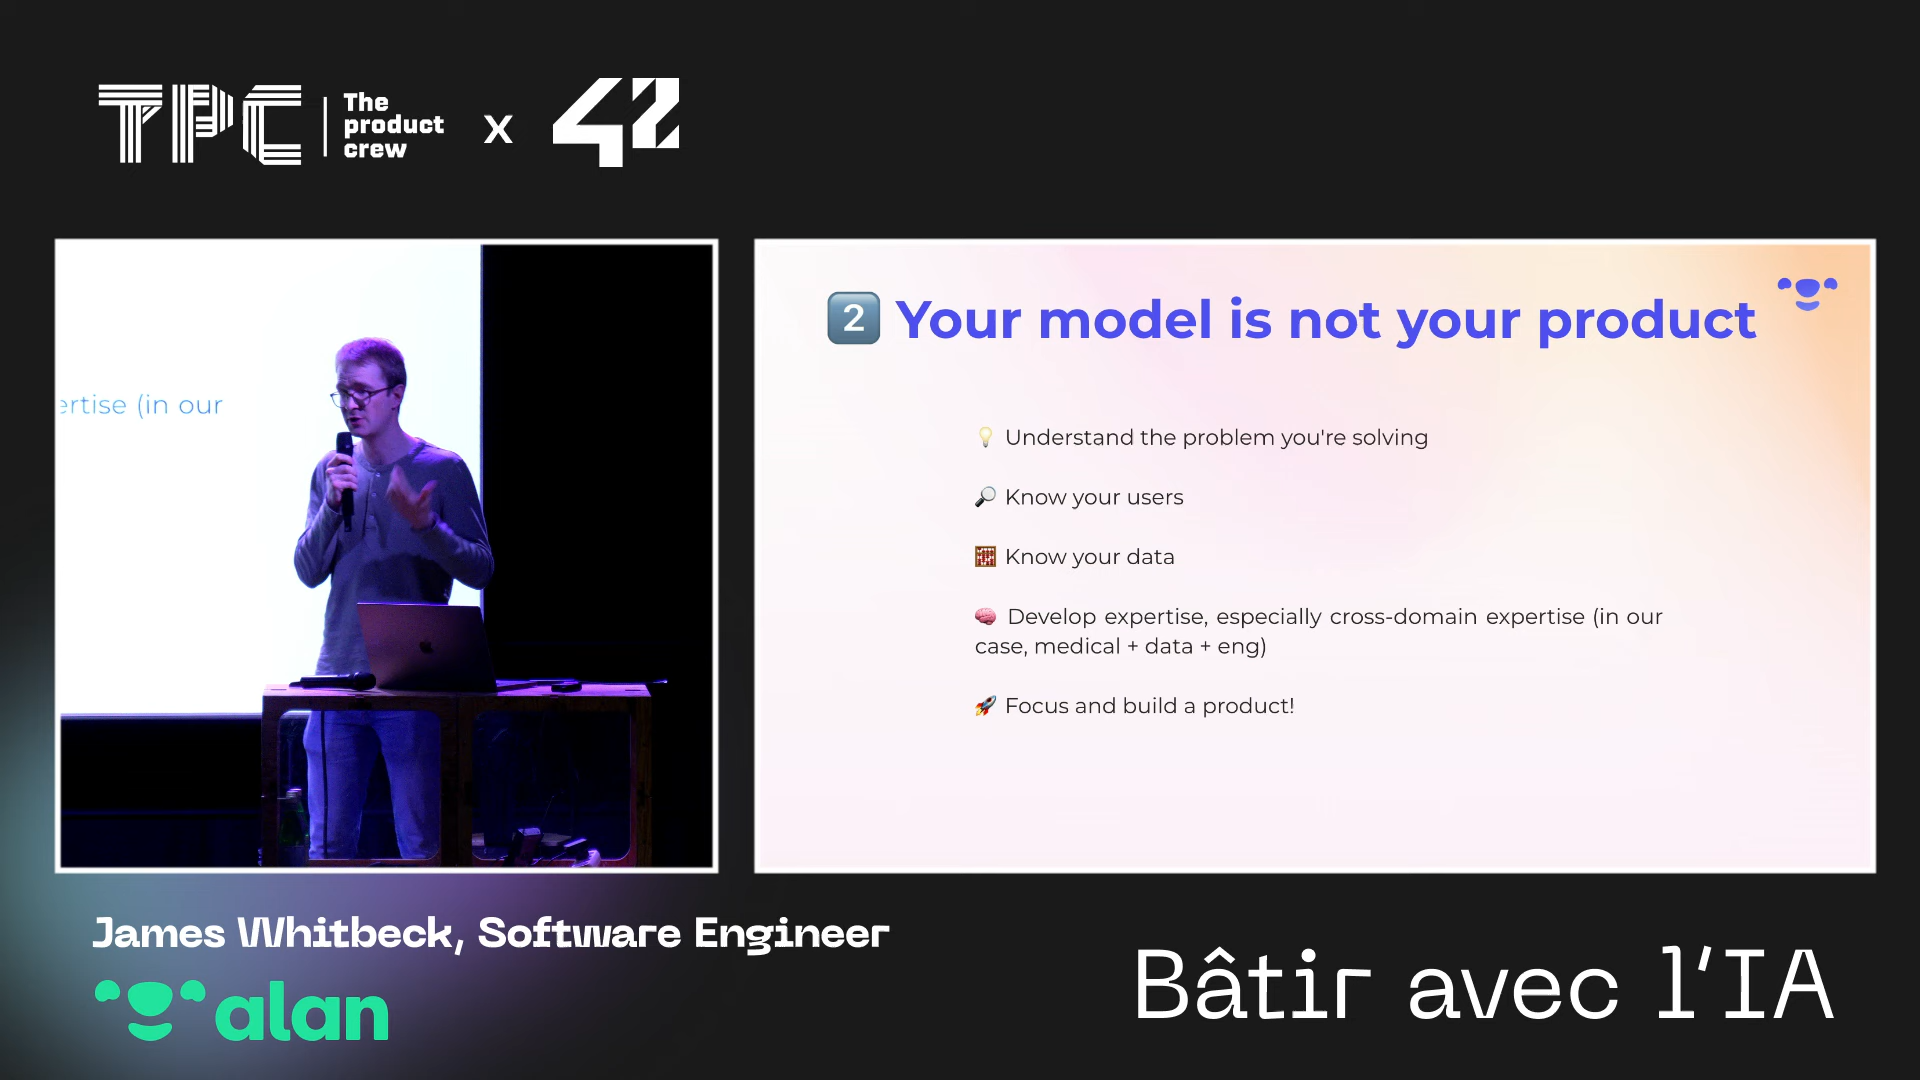 TPC
The
product
crew
x
42
ertise (in our
2 Your model is not your product
💡 Understand the problem you're solving
🔎 Know your users
🧮 Know your data
🧠 Develop expertise, especially cross-domain expertise (in our
case, medical + data + eng)
🚀 Focus and build a product!
James Whitbeck, Software Engineer
alan
Bâtir avec l'IA